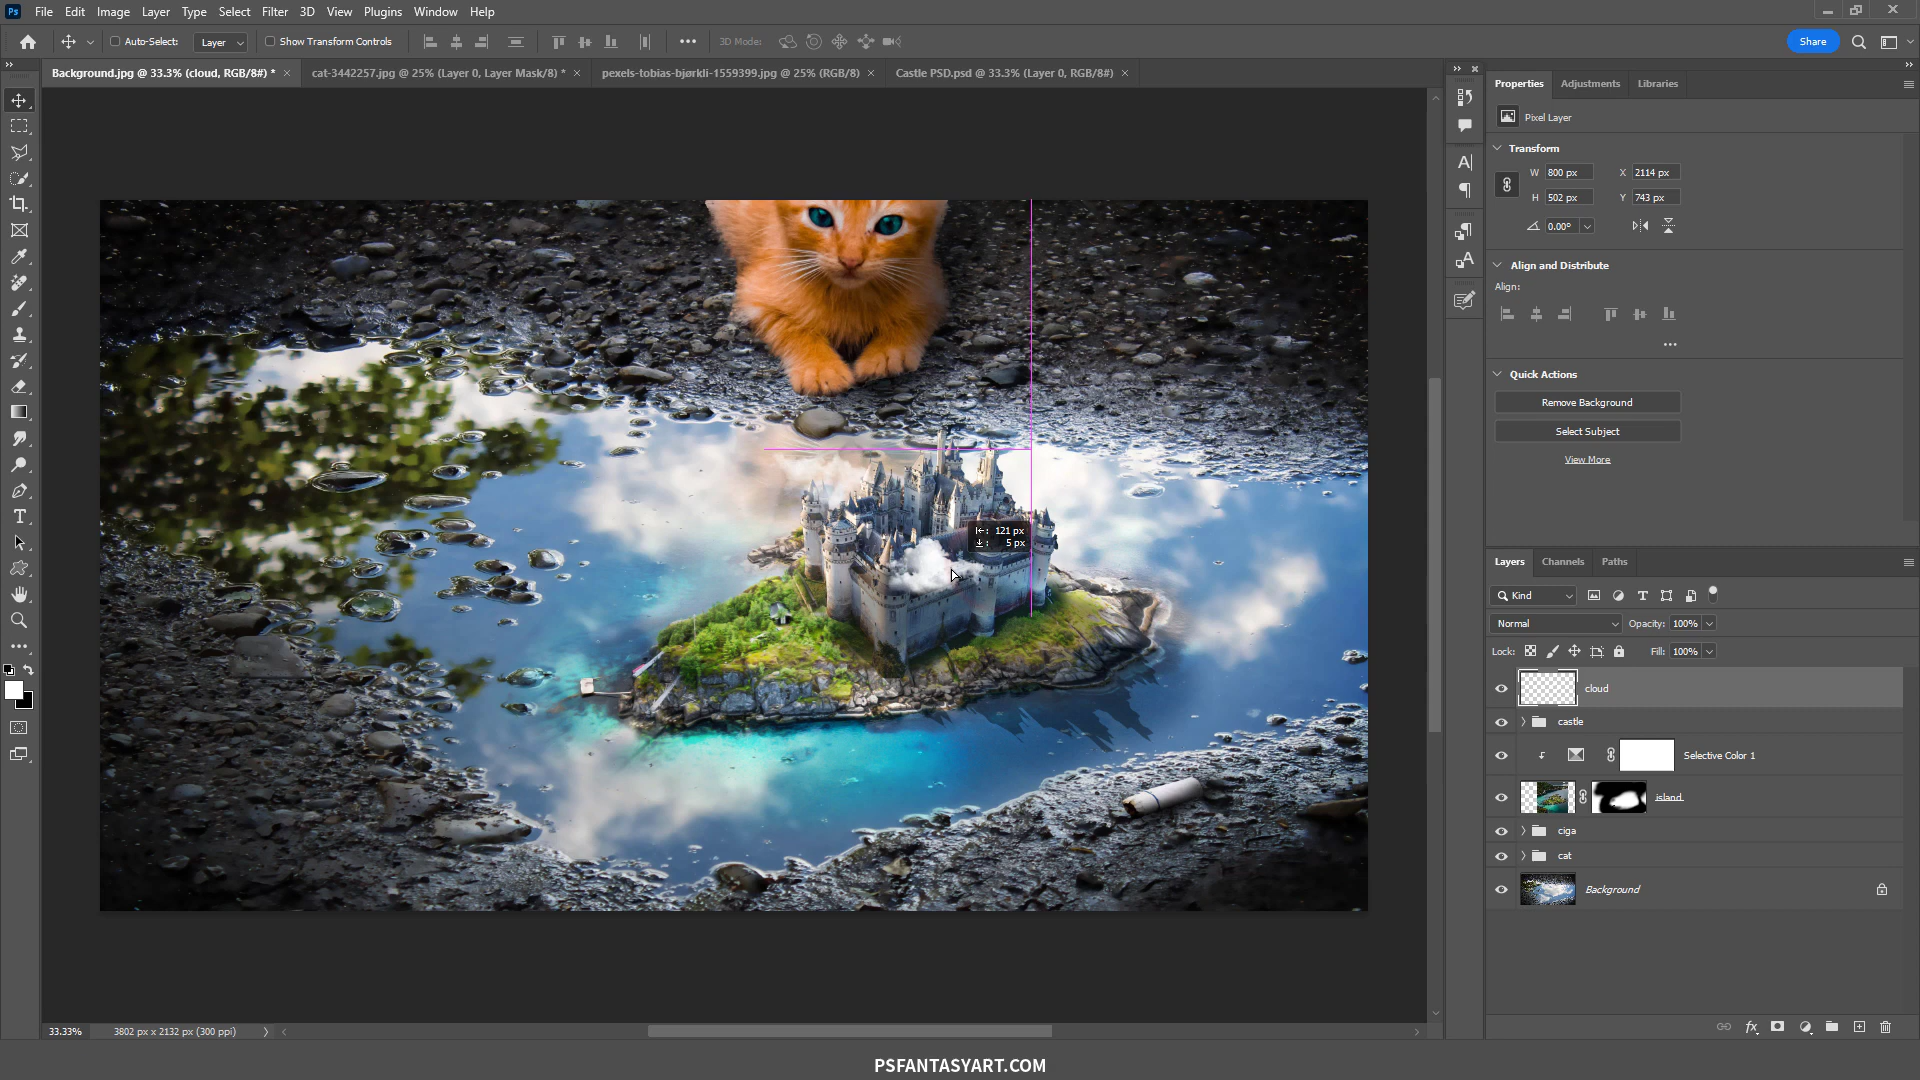 Ps File Edit Image Layer Type Select Filter 3D View Plugins Window Help
Auto-Select: Layer Show Transform Controls 3D Mode: Share
Background.jpg @ 33.3% (cloud, RGB/8#) * cat-3442257.jpg @ 25% (Layer 0, Layer Mask/8) * pexels-tobias-bjørkli-1559399.jpg @ 25% (RGB/8) Castle PSD.psd @ 33.3% (Layer 0, RGB/8#)
Properties Adjustments Libraries
Pixel Layer
Transform
W 800 px X 2114 px
H 502 px Y 743 px
0.00°
Align and Distribute
Align:
Quick Actions
Remove Background
Select Subject
View More
121 px
5 px
Layers Channels Paths
Kind
Normal Opacity: 100%
Lock: Fill: 100%
cloud
castle
Selective Color 1
island
ciga
cat
Background
33.33% 3802 px x 2132 px (300 ppi)
PSFANTASYART.COM